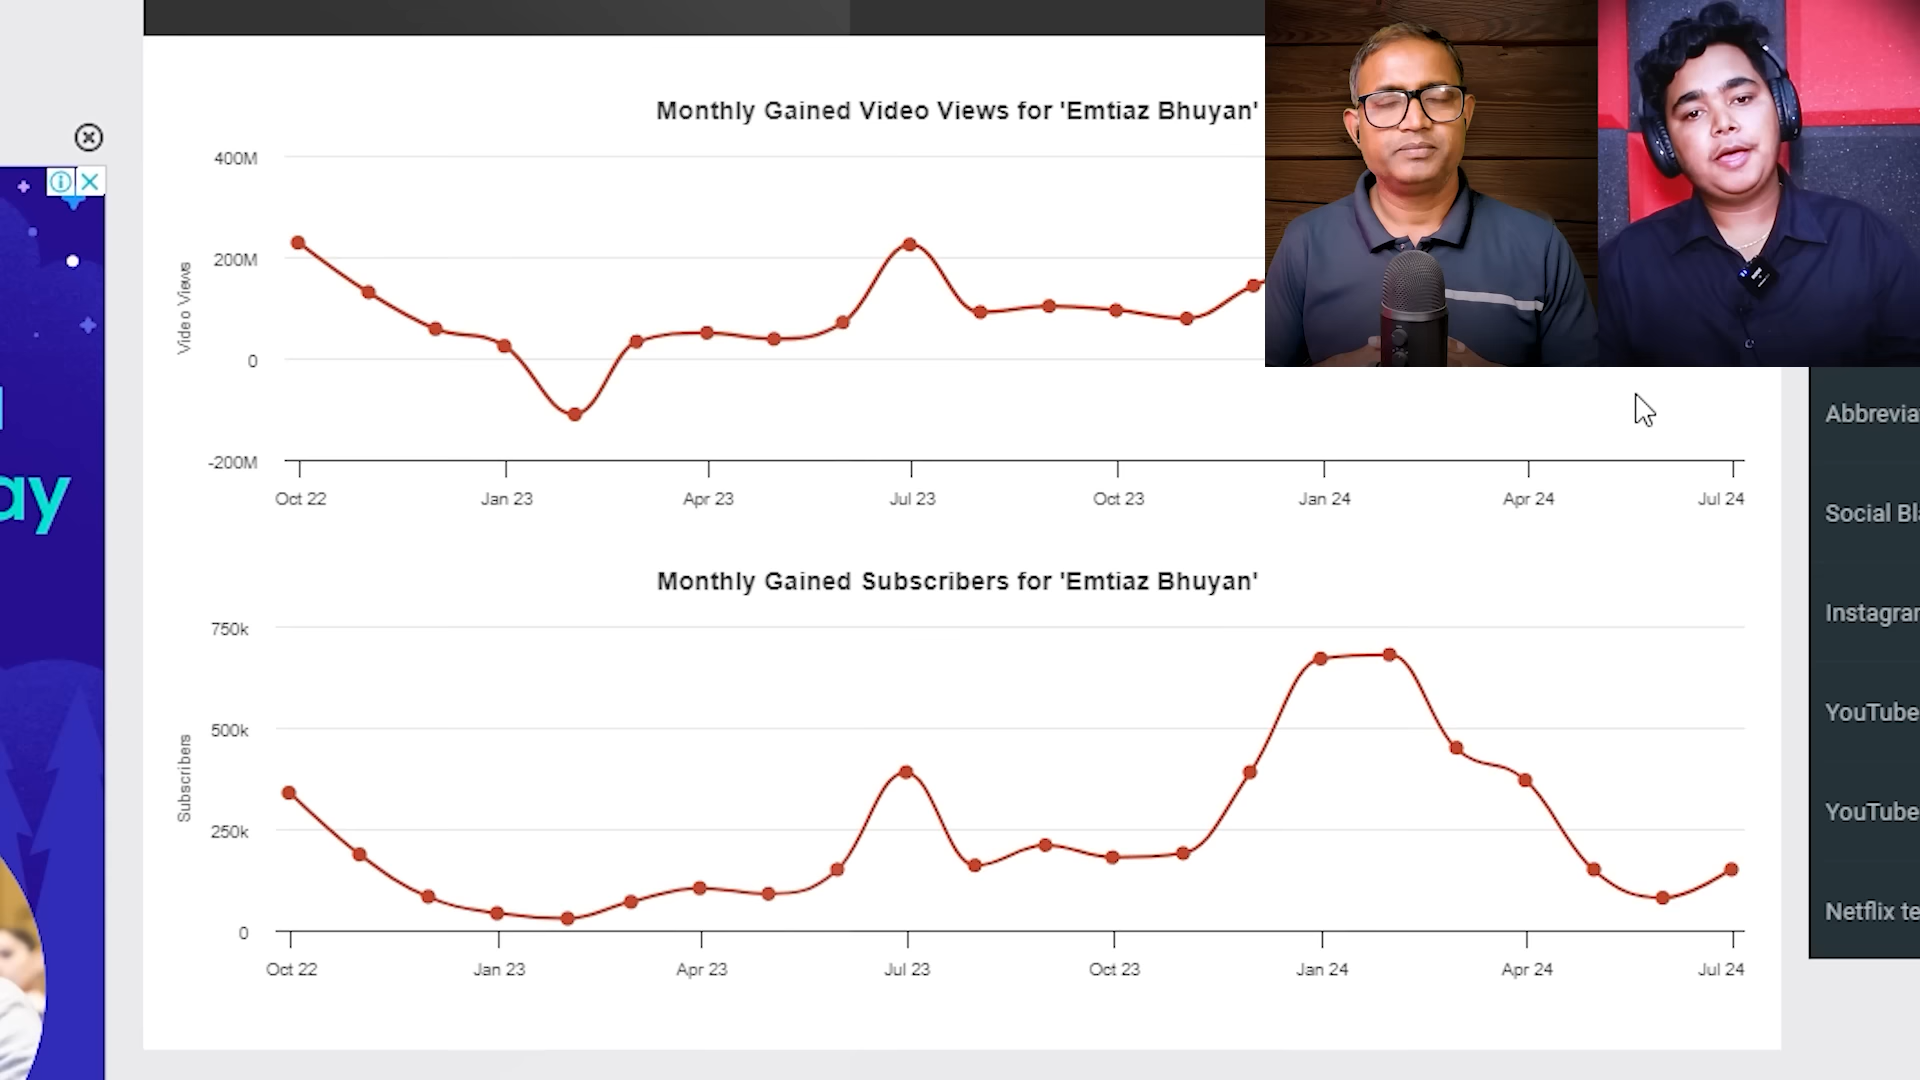 Monthly Gained Video Views for 'Emtiaz Bhuyan'
400M
200M
0
-200M
Video Views
Oct 22 Jan 23 Apr 23 Jul 23 Oct 23 Jan 24 Apr 24 Jul 24
Monthly Gained Subscribers for 'Emtiaz Bhuyan'
750k
500k
250k
0
Subscribers
Oct 22 Jan 23 Apr 23 Jul 23 Oct 23 Jan 24 Apr 24 Jul 24
ay
Abbrevia
Social Bl
Instagram
YouTube
YouTube
Netflix te